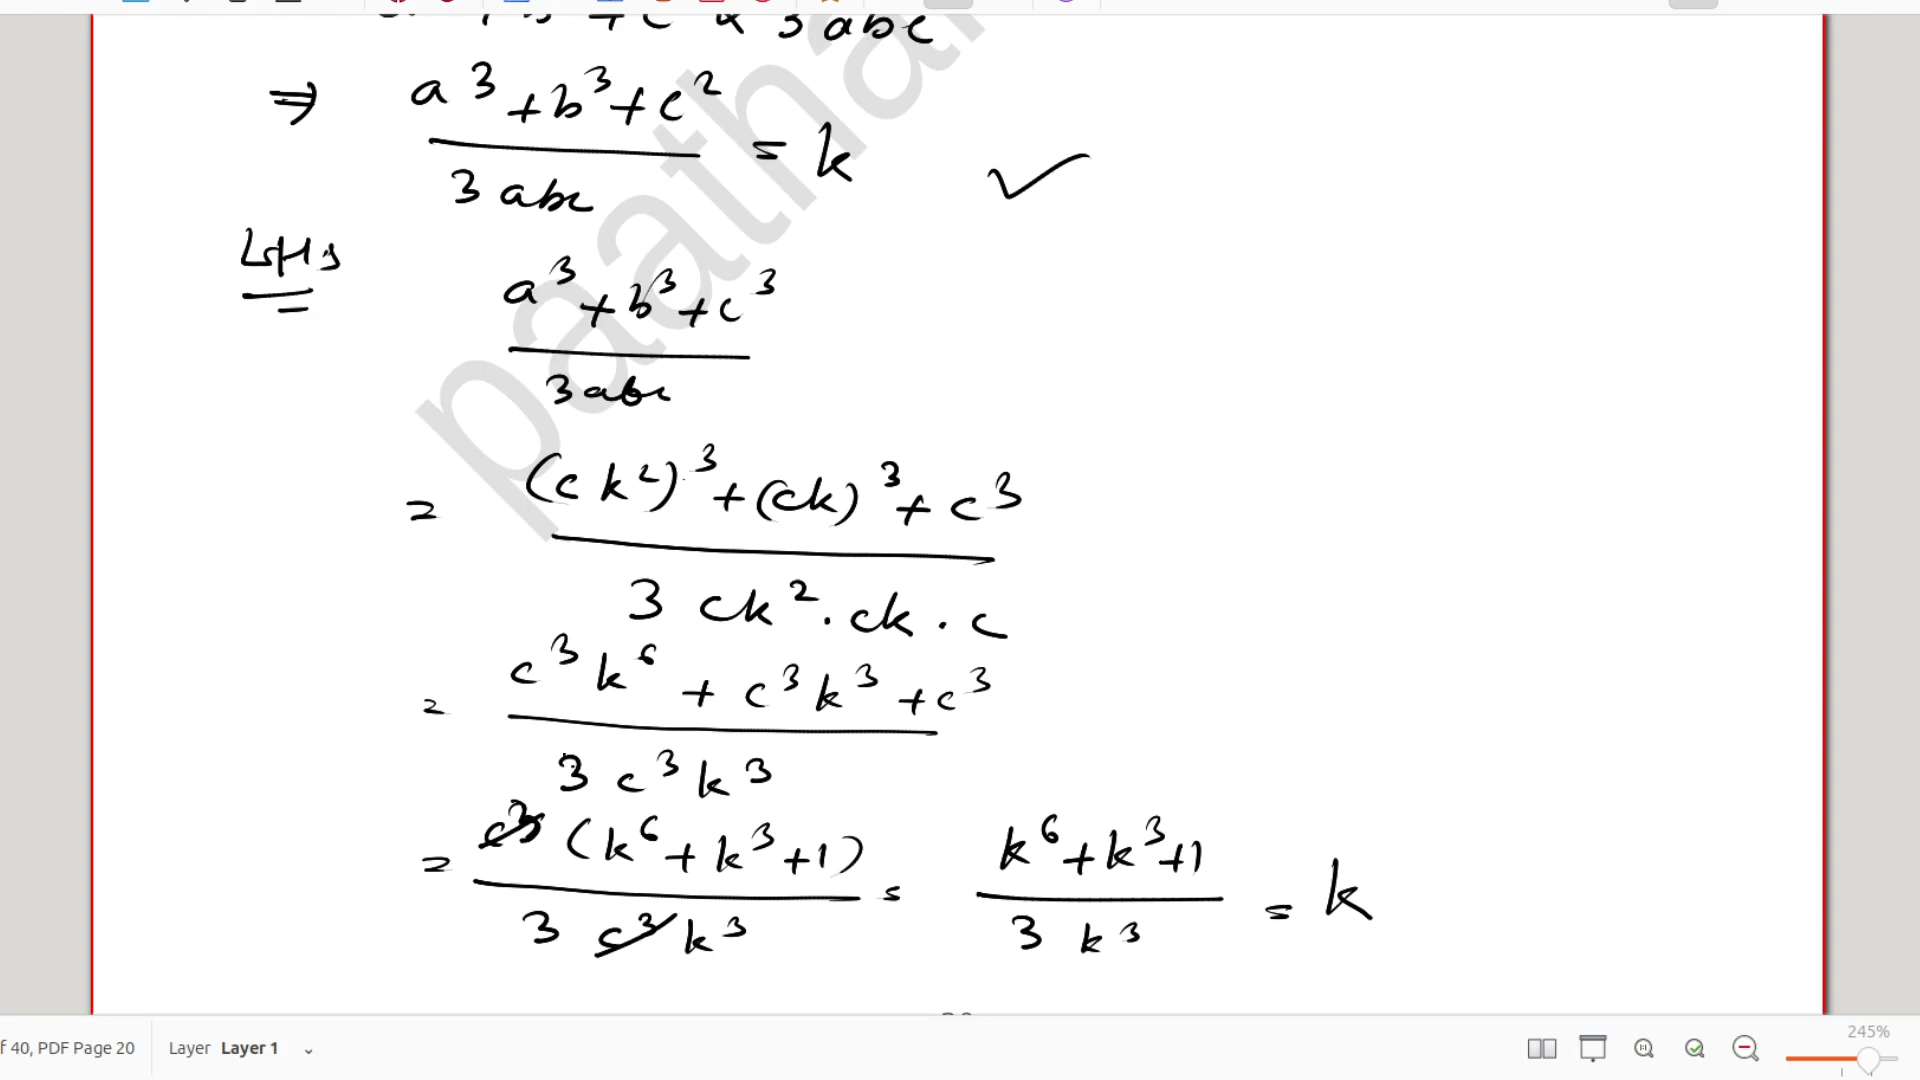 + c ∝ 3abc
⇒ a³+b³+c² / 3abc = k ✓
LHS
a³+b³+c³ / 3abc
= (ck²)³+(ck)³+c³ / 3 ck².ck.c
= c³k⁶+c³k³+c³ / 3c³k³
= c³(k⁶+k³+1) / 3c³k³ = k⁶+k³+1 / 3k³ = k
patha
f 40, PDF Page 20 Layer Layer 1 245%